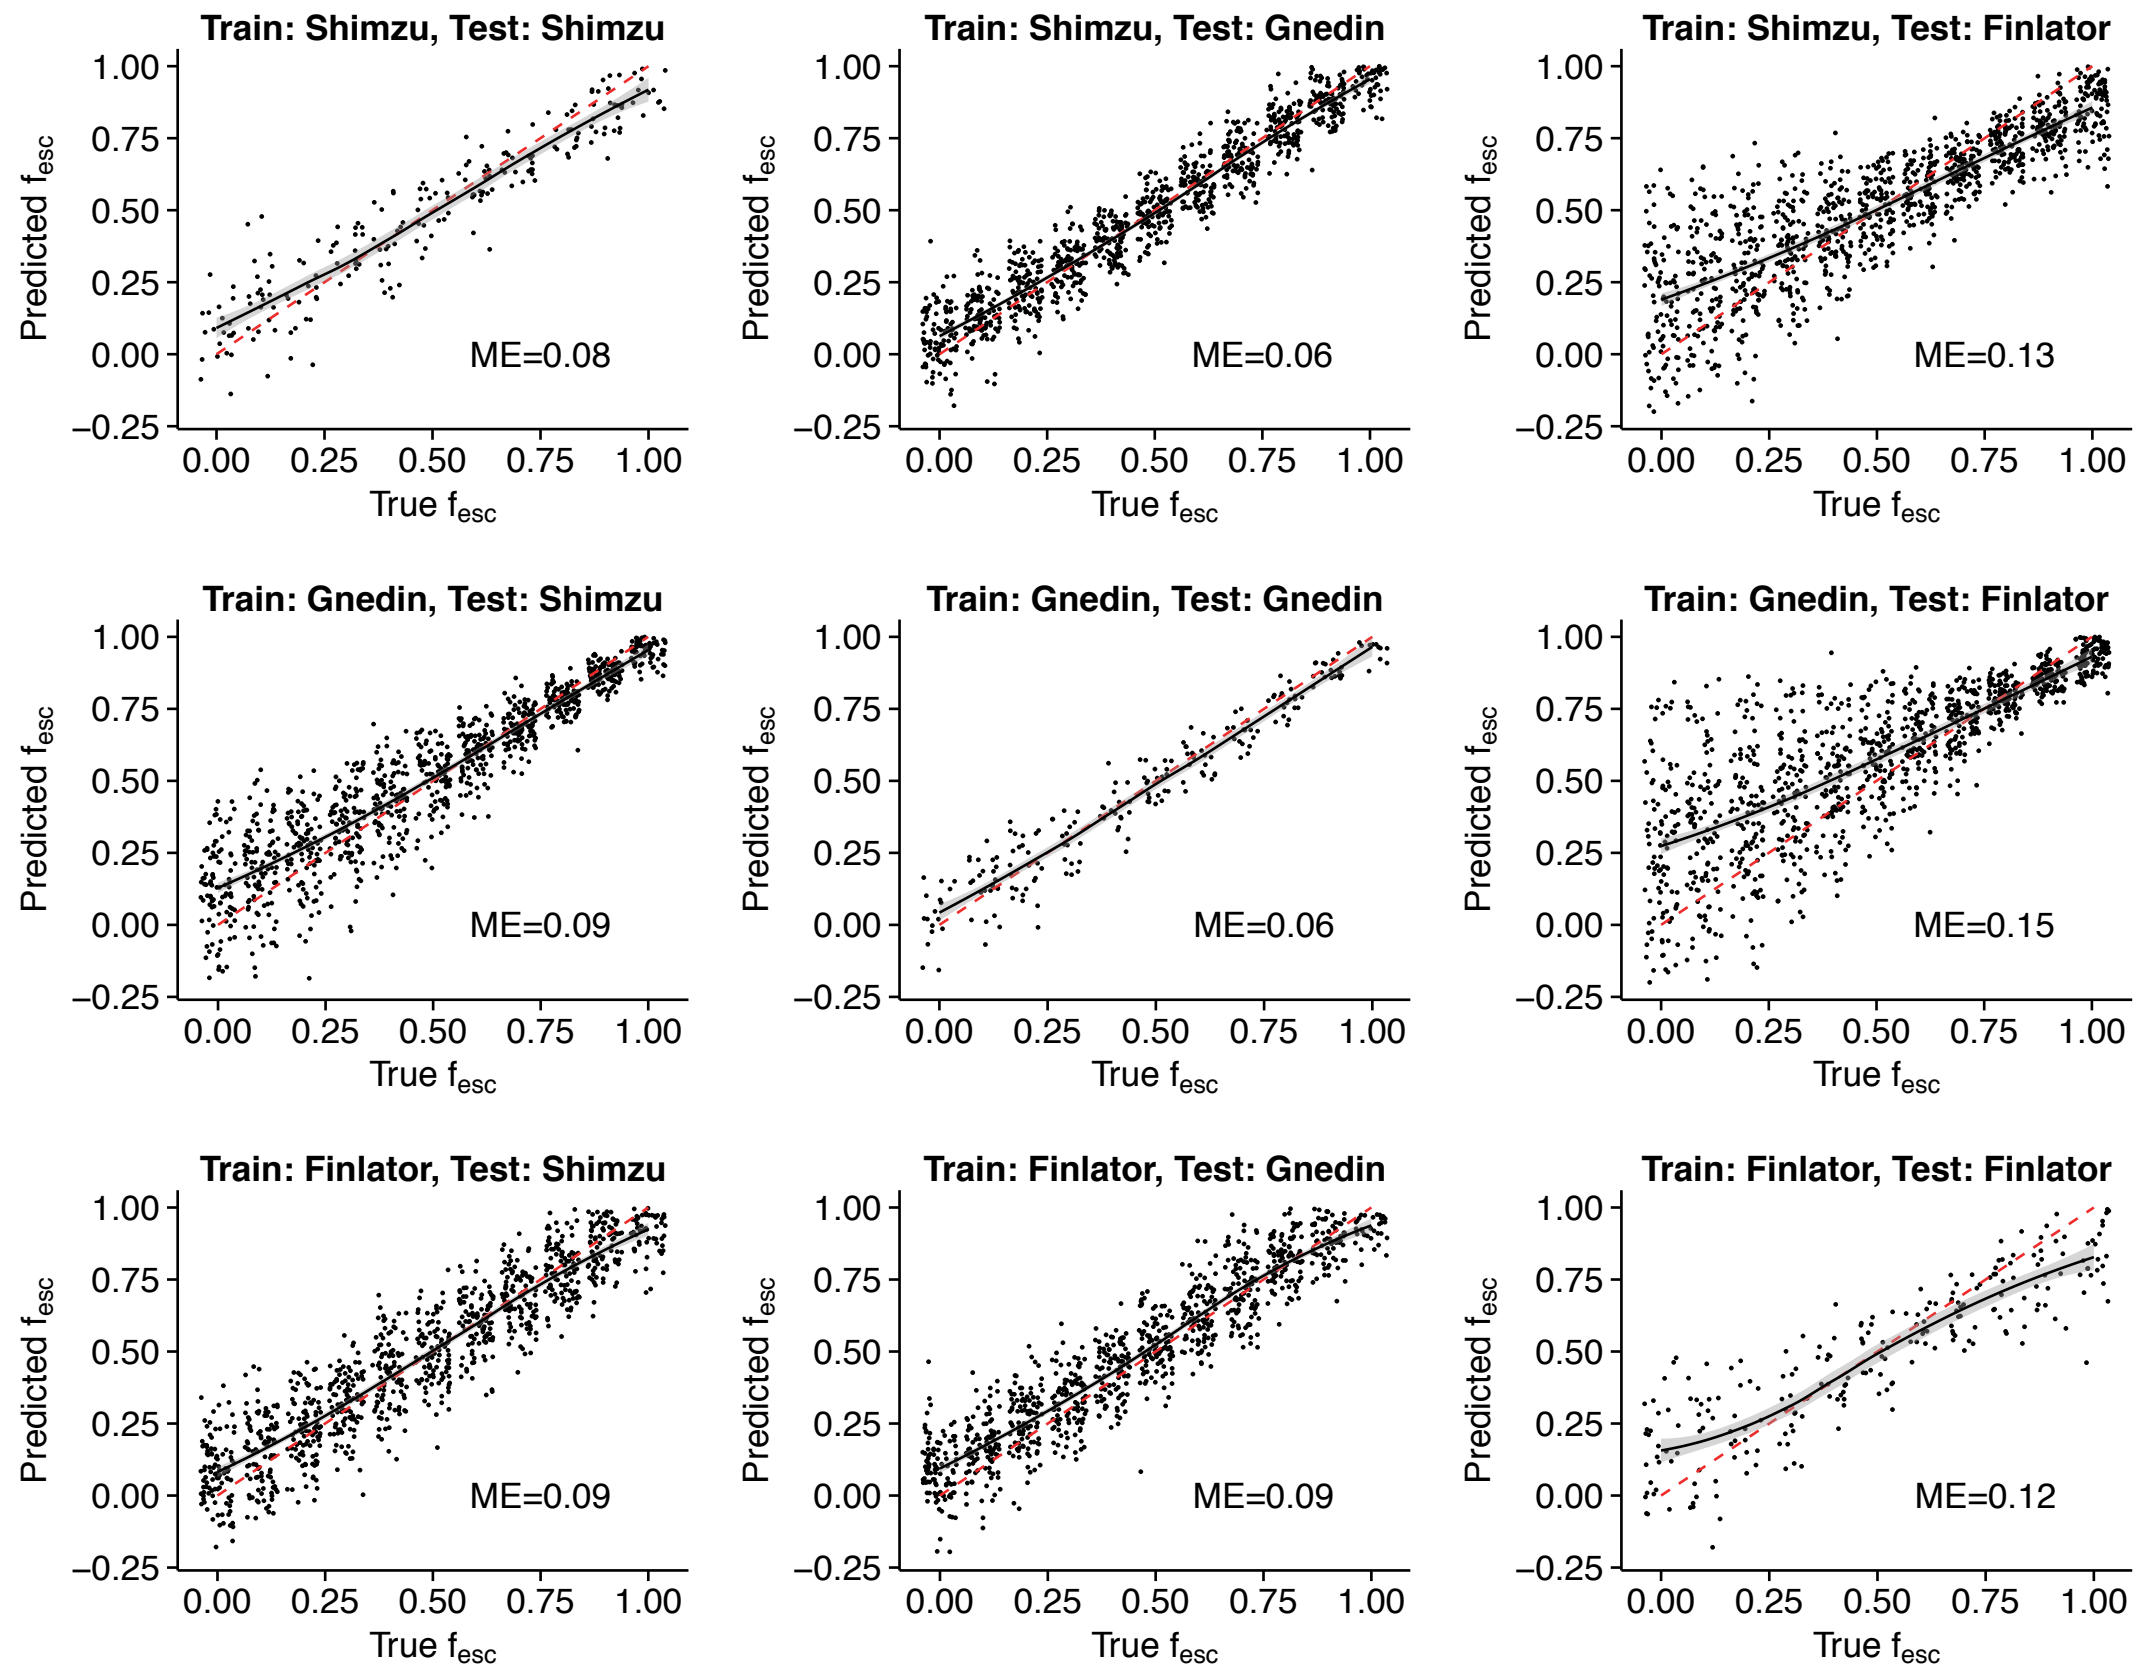 Train: Shimzu, Test: Shimzu
1.00
0.75
0.50
0.25
0.00
−0.25
Predicted fesc
ME=0.08
0.00 0.25 0.50 0.75 1.00
True fesc
Train: Shimzu, Test: Gnedin
1.00
0.75
0.50
0.25
0.00
−0.25
Predicted fesc
ME=0.06
0.00 0.25 0.50 0.75 1.00
True fesc
Train: Shimzu, Test: Finlator
1.00
0.75
0.50
0.25
0.00
−0.25
Predicted fesc
ME=0.13
0.00 0.25 0.50 0.75 1.00
True fesc
Train: Gnedin, Test: Shimzu
1.00
0.75
0.50
0.25
0.00
−0.25
Predicted fesc
ME=0.09
0.00 0.25 0.50 0.75 1.00
True fesc
Train: Gnedin, Test: Gnedin
1.00
0.75
0.50
0.25
0.00
−0.25
Predicted fesc
ME=0.06
0.00 0.25 0.50 0.75 1.00
True fesc
Train: Gnedin, Test: Finlator
1.00
0.75
0.50
0.25
0.00
−0.25
Predicted fesc
ME=0.15
0.00 0.25 0.50 0.75 1.00
True fesc
Train: Finlator, Test: Shimzu
1.00
0.75
0.50
0.25
0.00
−0.25
Predicted fesc
ME=0.09
0.00 0.25 0.50 0.75 1.00
True fesc
Train: Finlator, Test: Gnedin
1.00
0.75
0.50
0.25
0.00
−0.25
Predicted fesc
ME=0.09
0.00 0.25 0.50 0.75 1.00
True fesc
Train: Finlator, Test: Finlator
1.00
0.75
0.50
0.25
0.00
−0.25
Predicted fesc
ME=0.12
0.00 0.25 0.50 0.75 1.00
True fesc